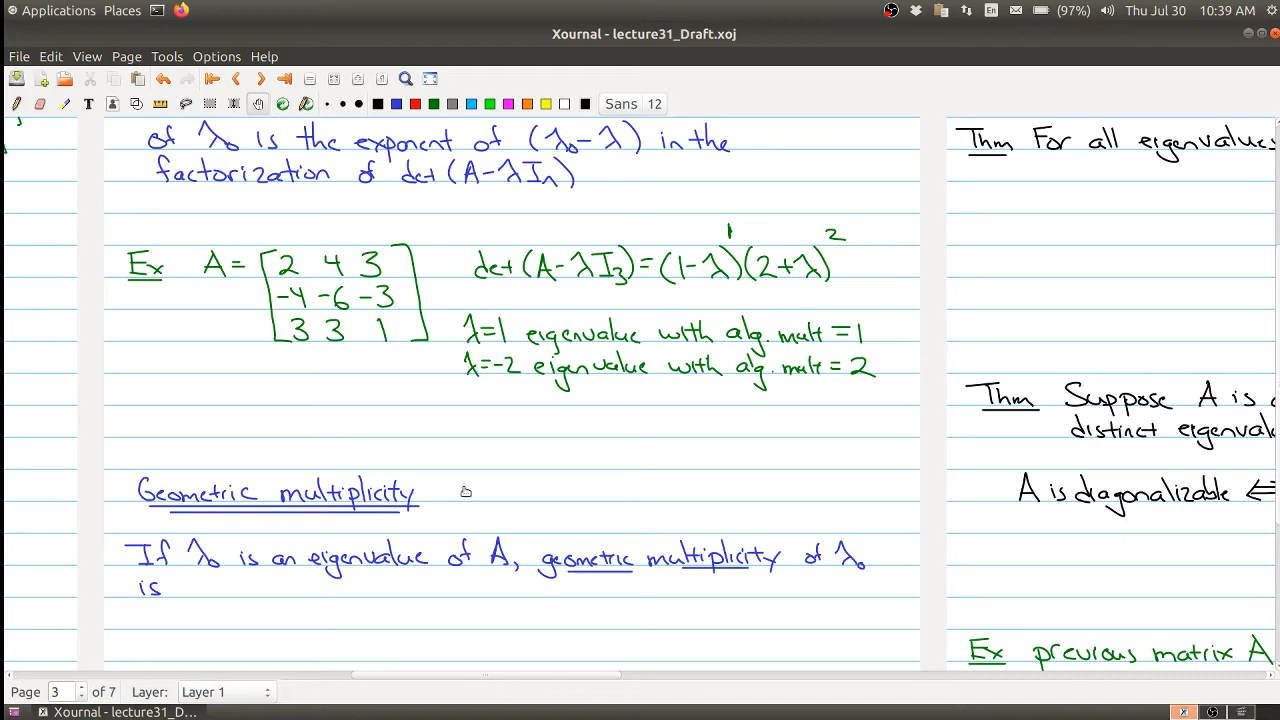 Applications Places En (97%) Thu Jul 30 10:39 AM
Xournal - lecture31_Draft.xoj
File Edit View Page Tools Options Help
Sans 12
of λ₀ is the exponent of (λ₀-λ) in the
factorization of det(A-λIₙ)
Ex A = [2 4 3
-4 -6 -3
3 3 1]
det(A-λI₃)=(1-λ)¹(2+λ)²
λ=1 eigenvalue with alg. mult = 1
λ=-2 eigenvalue with alg. mult = 2
Geometric multiplicity
If λ₀ is an eigenvalue of A, geometric multiplicity of λ₀
is
Thm For all eigenvalues
Thm Suppose A is
distinct eigenval
A is diagonalizable ⇐
Ex previous matrix A
Page 3 of 7 Layer: Layer 1
Xournal - lecture31_D...